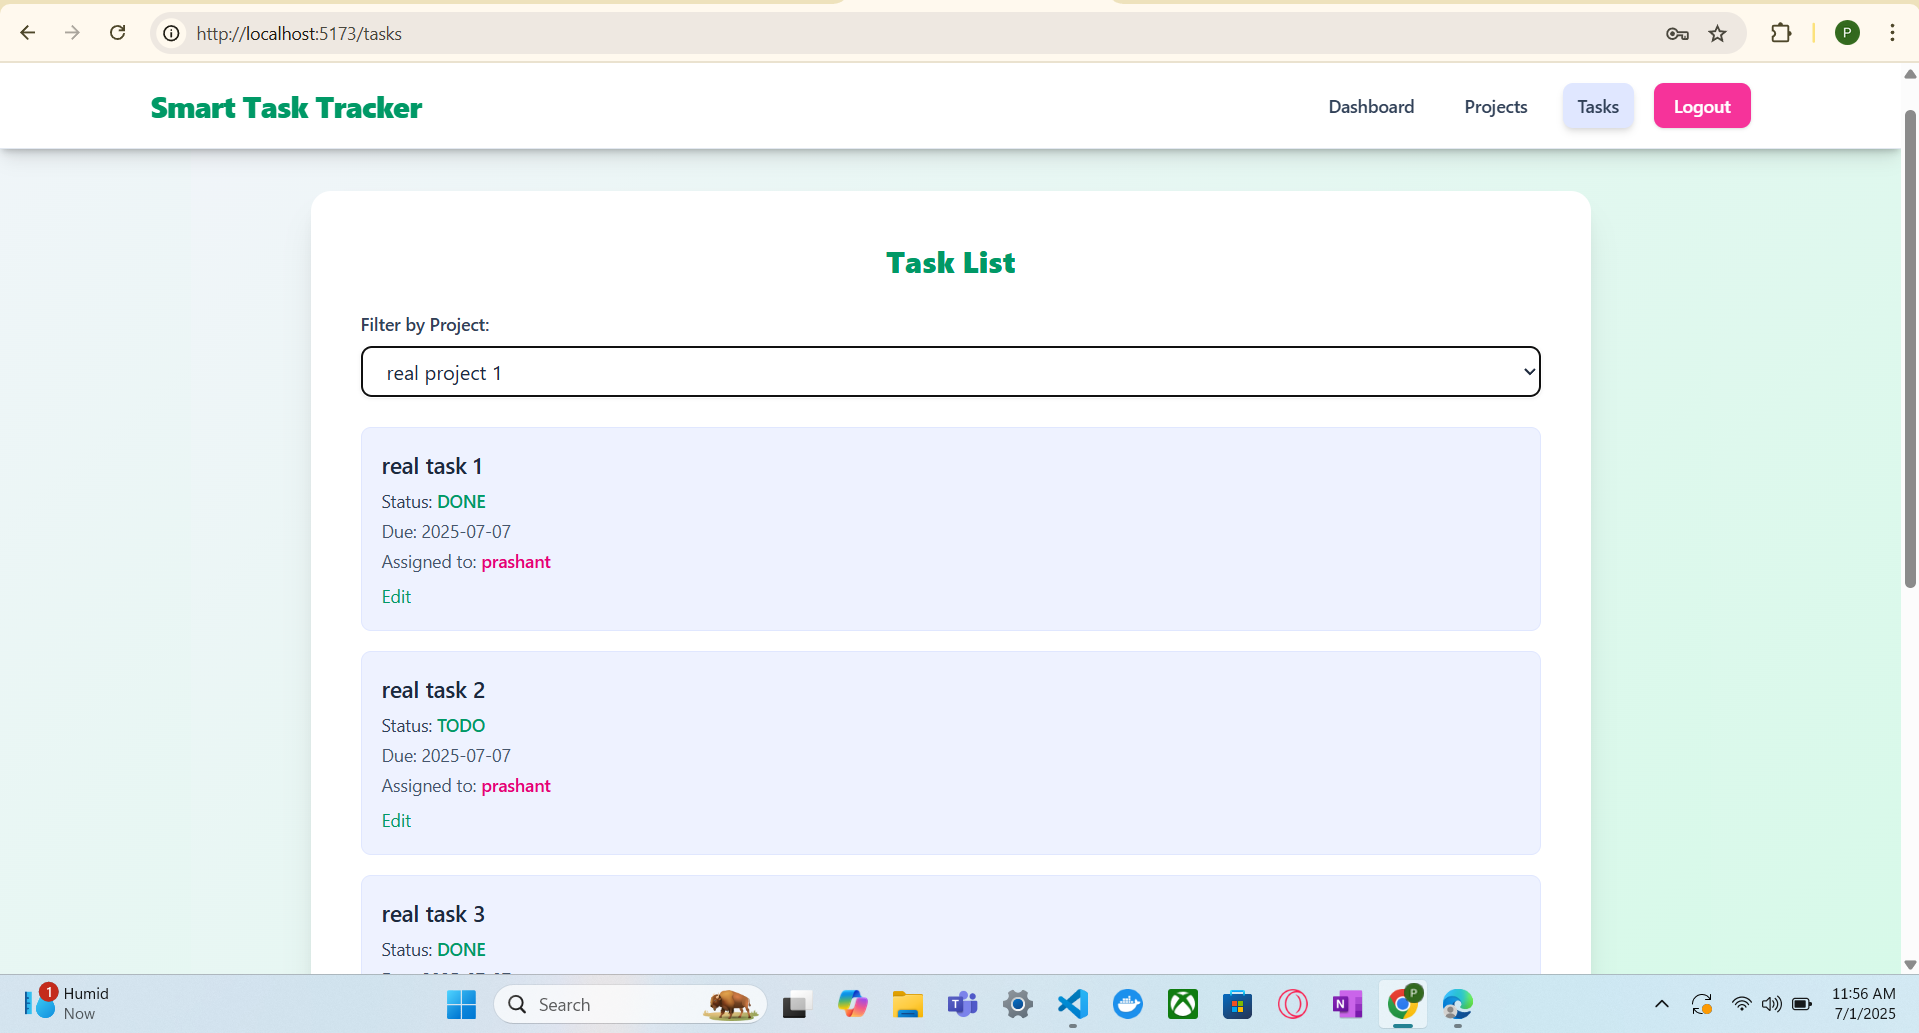 http://localhost:5173/tasks
P
Smart Task Tracker
Dashboard
Projects
Tasks
Logout
Task List
Filter by Project:
real project 1
real task 1
Status: DONE
Due: 2025-07-07
Assigned to: prashant
Edit
real task 2
Status: TODO
Due: 2025-07-07
Assigned to: prashant
Edit
real task 3
Status: DONE
1
Humid
Now
Search
T
N
P
11:56 AM
7/1/2025